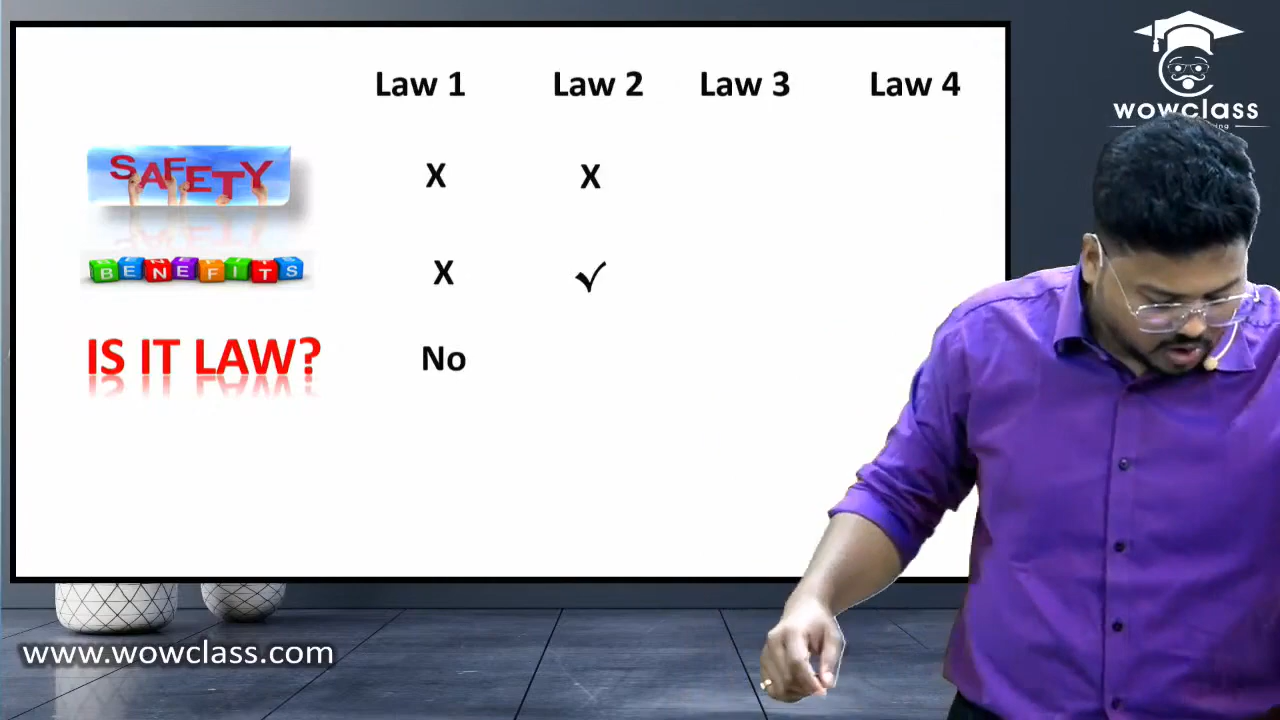 Law 1 Law 2 Law 3 Law 4
SAFETY X X
BENEFITS X ✓
IS IT LAW? No
wowclass
www.wowclass.com